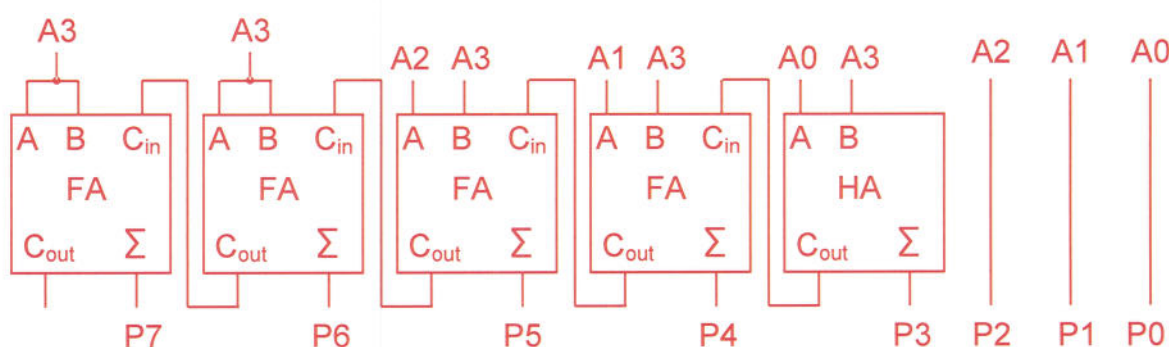 A3 A3 A2 A3 A1 A3 A0 A3 A2 A1 A0
A B Cin A B Cin A B Cin A B Cin A B
FA FA FA FA HA
Cout Σ Cout Σ Cout Σ Cout Σ Cout Σ
P7 P6 P5 P4 P3 P2 P1 P0